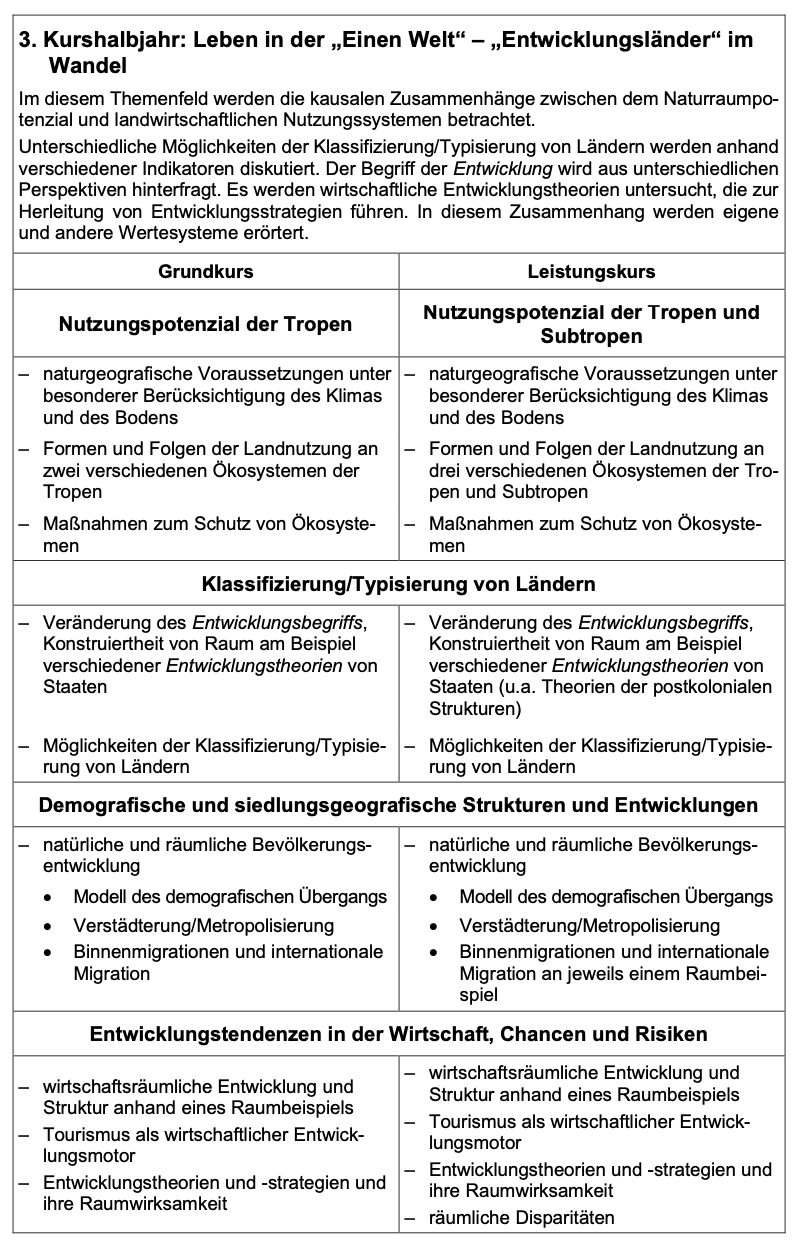 3. Kurshalbjahr: Leben in der „Einen Welt“ – „Entwicklungsländer“ im
Wandel
Im diesem Themenfeld werden die kausalen Zusammenhänge zwischen dem Naturraumpo-
tenzial und landwirtschaftlichen Nutzungssystemen betrachtet.
Unterschiedliche Möglichkeiten der Klassifizierung/Typisierung von Ländern werden anhand
verschiedener Indikatoren diskutiert. Der Begriff der Entwicklung wird aus unterschiedlichen
Perspektiven hinterfragt. Es werden wirtschaftliche Entwicklungstheorien untersucht, die zur
Herleitung von Entwicklungsstrategien führen. In diesem Zusammenhang werden eigene
und andere Wertesysteme erörtert.
Grundkurs
Leistungskurs
Nutzungspotenzial der Tropen
Nutzungspotenzial der Tropen und
Subtropen
– naturgeografische Voraussetzungen unter
besonderer Berücksichtigung des Klimas
und des Bodens
– Formen und Folgen der Landnutzung an
zwei verschiedenen Ökosystemen der
Tropen
– Maßnahmen zum Schutz von Ökosyste-
men
– naturgeografische Voraussetzungen unter
besonderer Berücksichtigung des Klimas
und des Bodens
– Formen und Folgen der Landnutzung an
drei verschiedenen Ökosystemen der Tro-
pen und Subtropen
– Maßnahmen zum Schutz von Ökosyste-
men
Klassifizierung/Typisierung von Ländern
– Veränderung des Entwicklungsbegriffs,
Konstruiertheit von Raum am Beispiel
verschiedener Entwicklungstheorien von
Staaten
– Möglichkeiten der Klassifizierung/Typisie-
rung von Ländern
– Veränderung des Entwicklungsbegriffs,
Konstruiertheit von Raum am Beispiel
verschiedener Entwicklungstheorien von
Staaten (u.a. Theorien der postkolonialen
Strukturen)
– Möglichkeiten der Klassifizierung/Typisie-
rung von Ländern
Demografische und siedlungsgeografische Strukturen und Entwicklungen
– natürliche und räumliche Bevölkerungs-
entwicklung
• Modell des demografischen Übergangs
• Verstädterung/Metropolisierung
• Binnenmigrationen und internationale
Migration
– natürliche und räumliche Bevölkerungs-
entwicklung
• Modell des demografischen Übergangs
• Verstädterung/Metropolisierung
• Binnenmigrationen und internationale
Migration an jeweils einem Raumbei-
spiel
Entwicklungstendenzen in der Wirtschaft, Chancen und Risiken
– wirtschaftsräumliche Entwicklung und
Struktur anhand eines Raumbeispiels
– Tourismus als wirtschaftlicher Entwick-
lungsmotor
– Entwicklungstheorien und -strategien und
ihre Raumwirksamkeit
– wirtschaftsräumliche Entwicklung und
Struktur anhand eines Raumbeispiels
– Tourismus als wirtschaftlicher Entwick-
lungsmotor
– Entwicklungstheorien und -strategien und
ihre Raumwirksamkeit
– räumliche Disparitäten